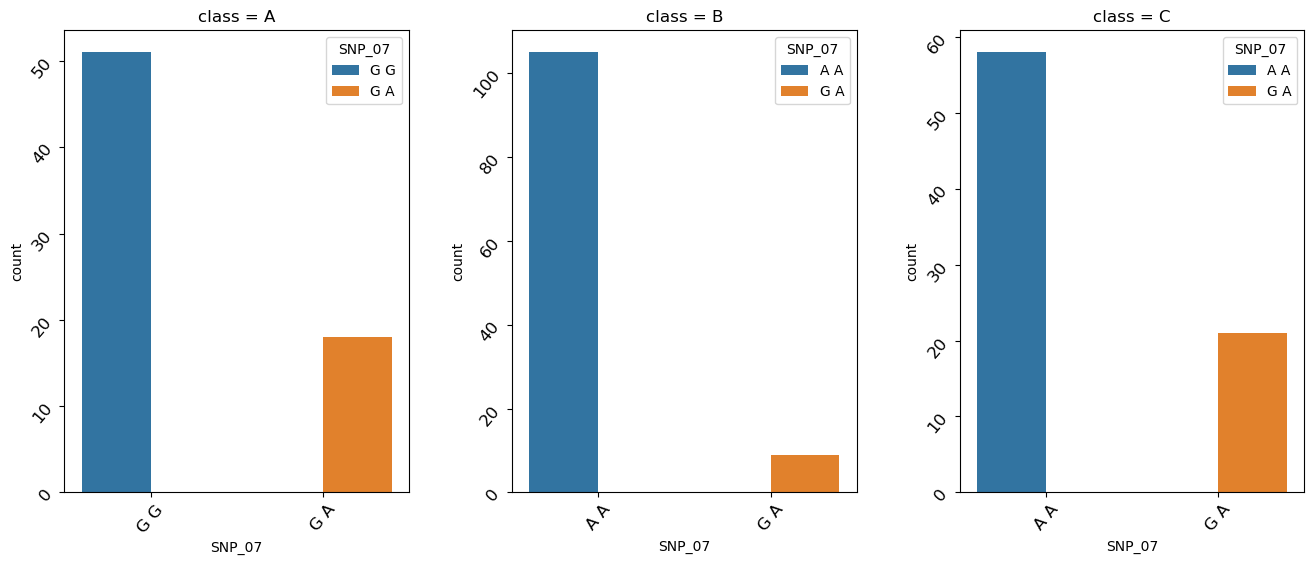 class = A
SNP_07
G G
G A
50
40
30
20
10
0
count
G G
G A
SNP_07
class = B
SNP_07
A A
G A
100
80
60
40
20
0
count
A A
G A
SNP_07
class = C
SNP_07
A A
G A
60
50
40
30
20
10
0
count
A A
G A
SNP_07